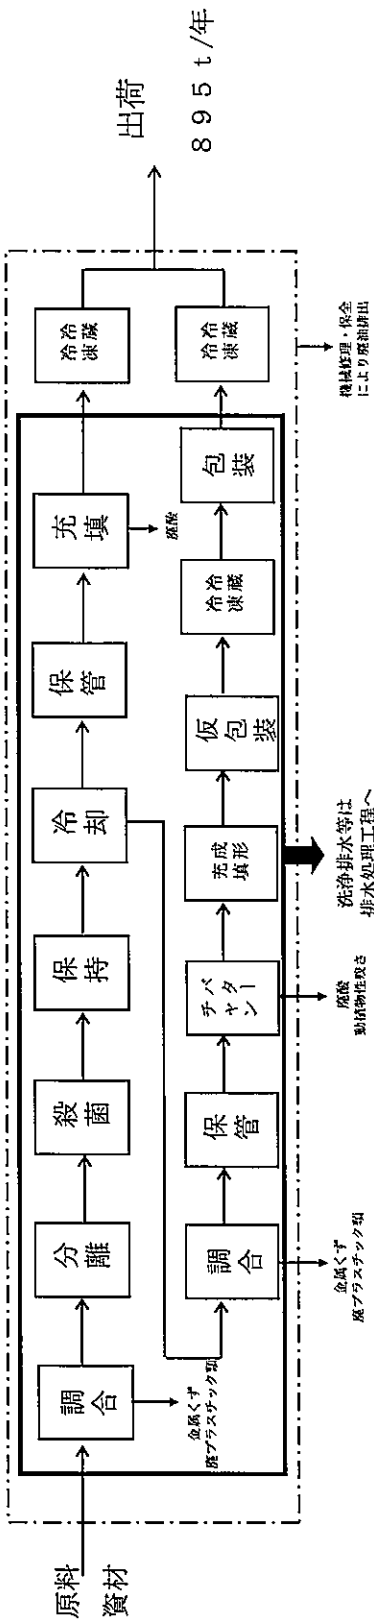 原料
資材
調合
分離
殺菌
保持
冷却
保管
充填
冷冷
凍蔵
金属くず
廃プラスチック類
廃酸
調合
保管
バター
チャン
充成
填形
仮包装
冷冷
凍蔵
包装
冷冷
凍蔵
金属くず
廃プラスチック類
廃酸
動植物性残さ
洗浄排水等は
排水処理工程へ
機械修理・保全
により廃油排出
出荷
895t/年